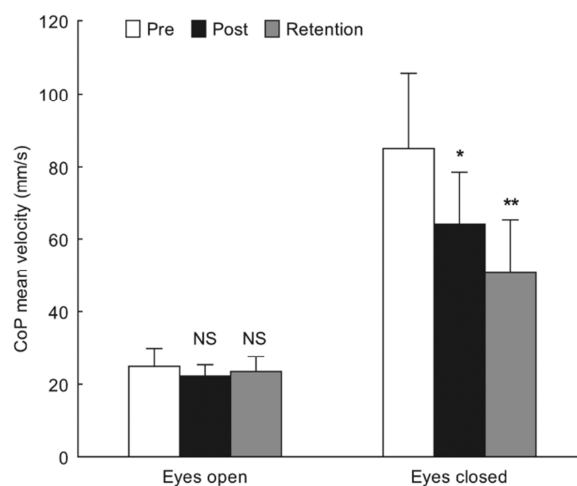 120
Pre Post Retention
100
80
60
40
20
0
CoP mean velocity (mm/s)
NS NS
*
**
Eyes open Eyes closed